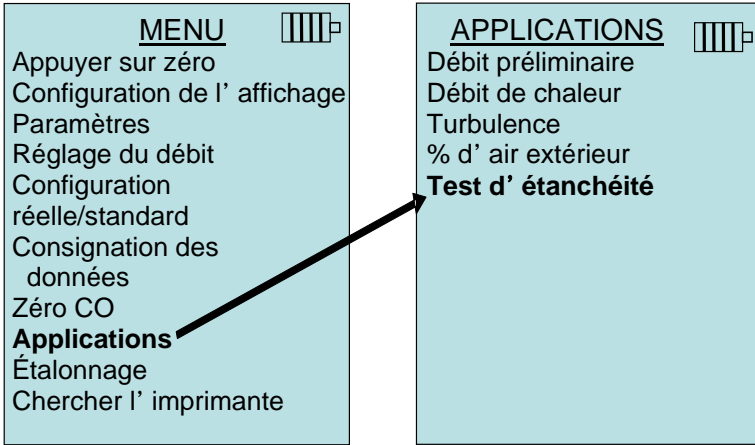 MENU
Appuyer sur zéro
Configuration de l’ affichage
Paramètres
Réglage du débit
Configuration
réelle/standard
Consignation des
données
Zéro CO
Applications
Étalonnage
Chercher l’ imprimante
APPLICATIONS
Débit préliminaire
Débit de chaleur
Turbulence
% d’ air extérieur
Test d’ étanchéité